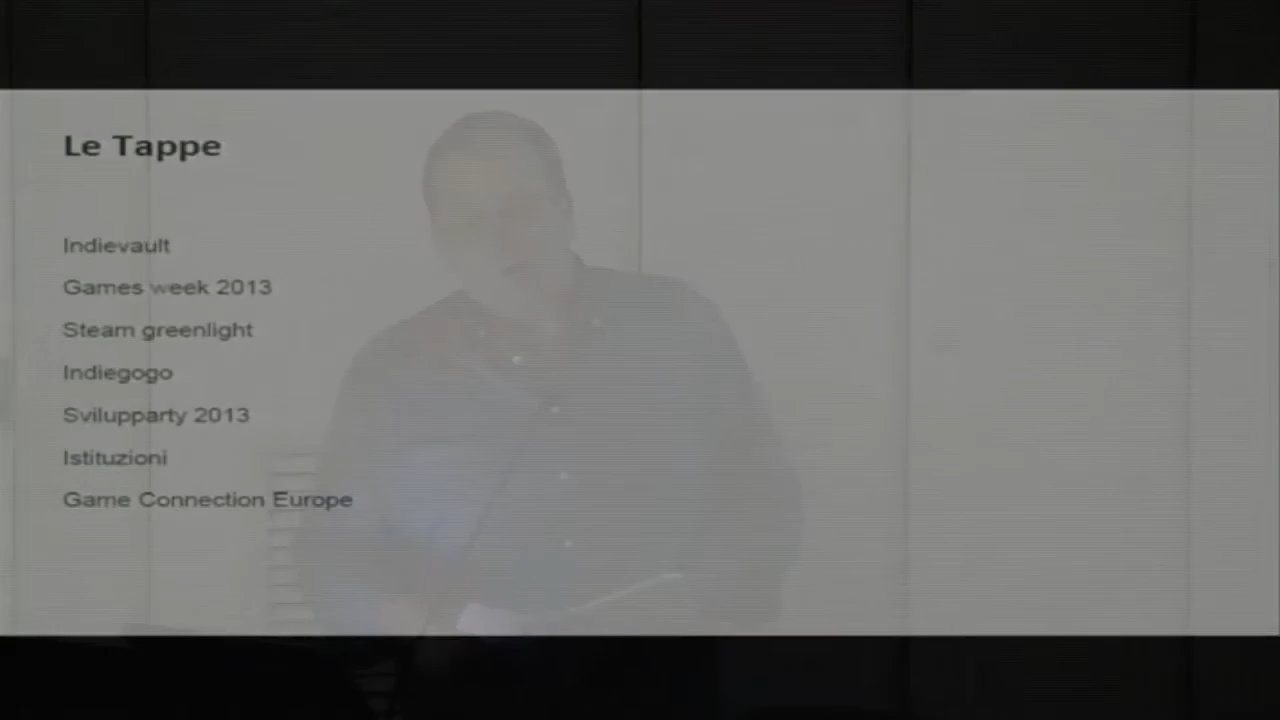 Le Tappe
Indievault
Games week 2013
Steam greenlight
Indiegogo
Svilupparty 2013
Istituzioni
Game Connection Europe